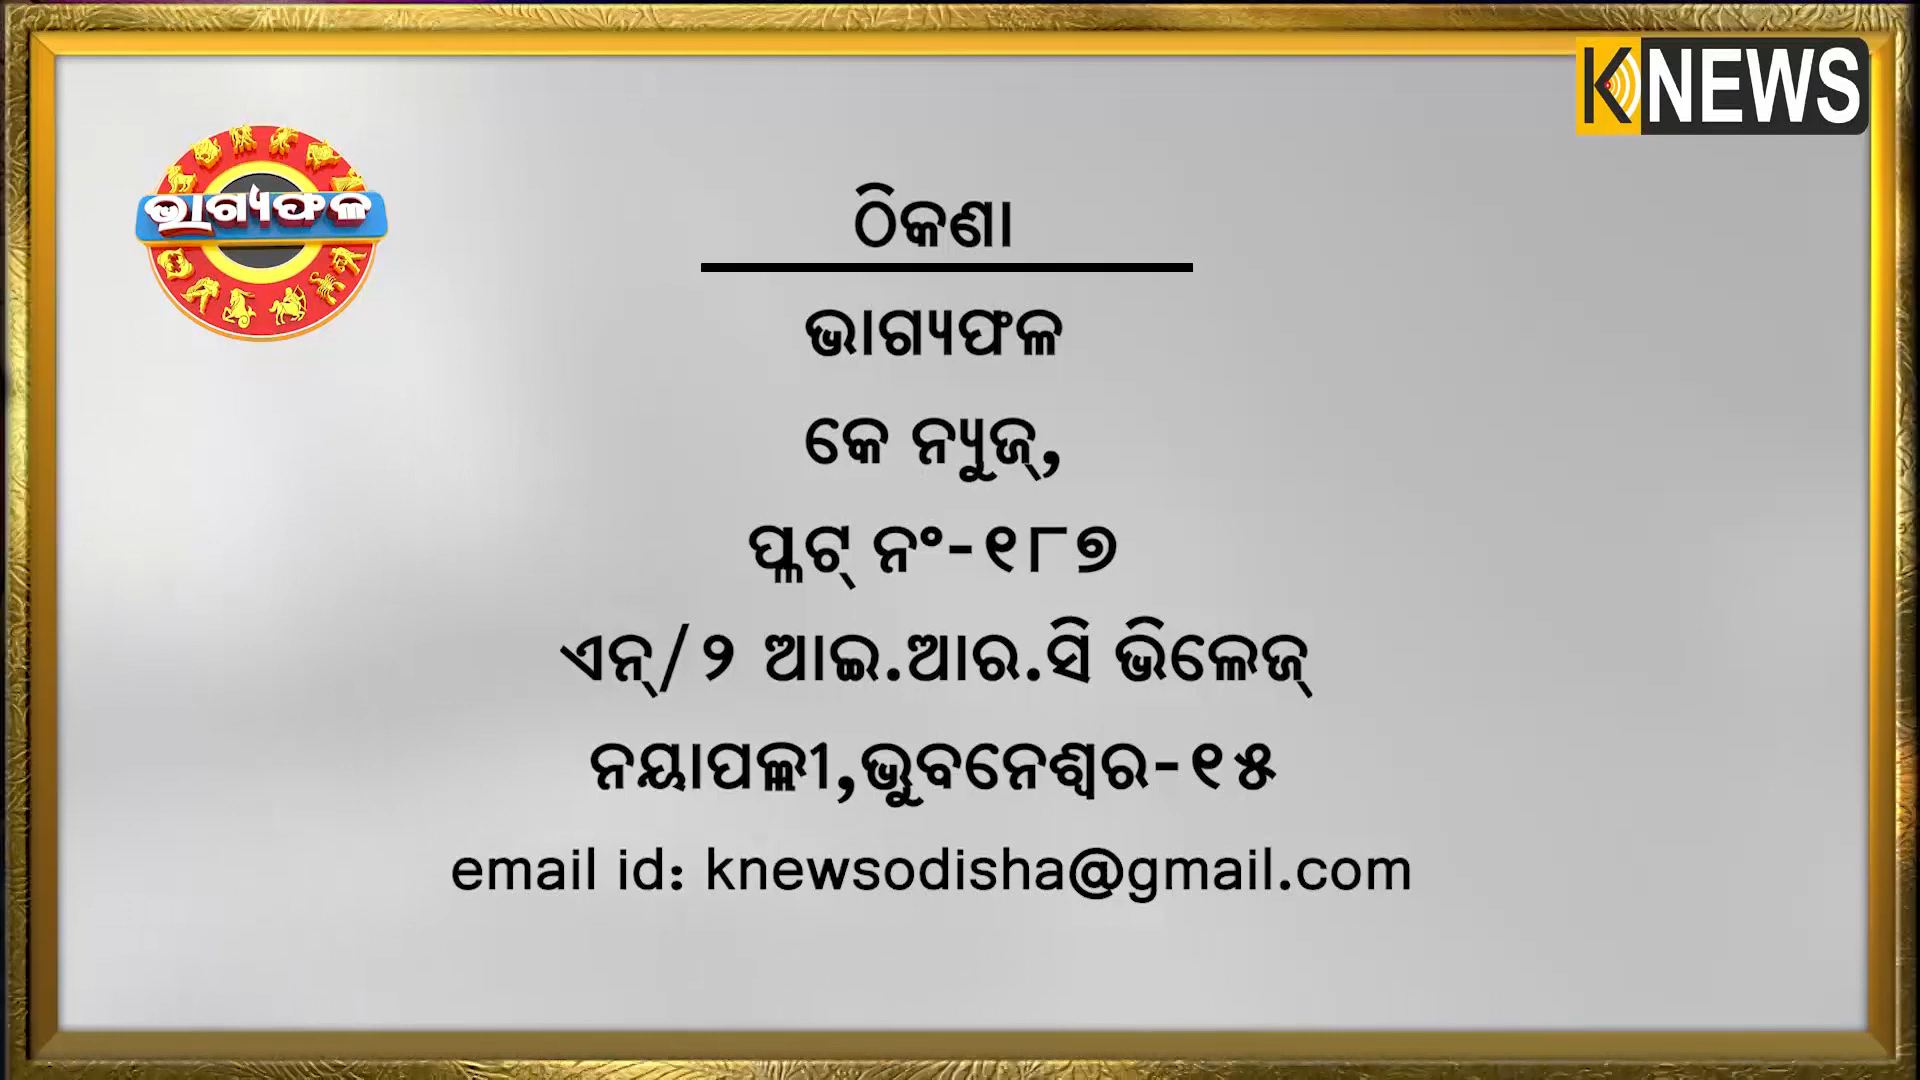 KNEWS
ଭାଗ୍ୟଫଳ
ଠିକଣା
ଭାଗ୍ୟଫଳ
କେ ନ୍ୟୁଜ୍,
ପ୍ଲଟ୍ ନଂ-୧୮୭
ଏନ୍/୨ ଆଇ.ଆର.ସି ଭିଲେଜ୍
ନୟାପଲ୍ଲୀ,ଭୁବନେଶ୍ୱର-୧୫
email id: knewsodisha@gmail.com